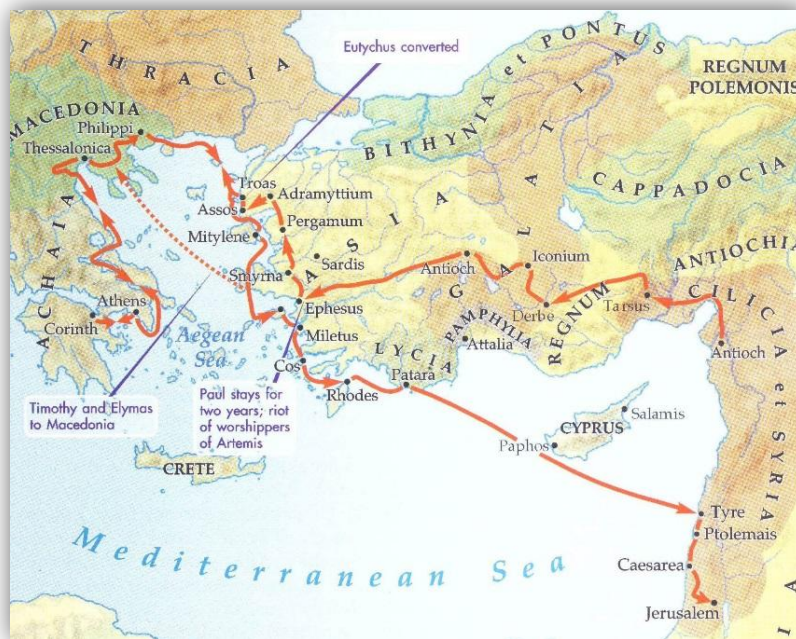 Eutychus converted
THRACIA
BITHYNIA et PONTUS
REGNUM
POLEMONIS
MACEDONIA
Philippi
Thessalonica
GALATIA
CAPPADOCIA
Troas
Adramyttium
Assos
ASIA
Pergamum
Mitylene
ACHAIA
Sardis
Smyrna
Antioch
Iconium
ANTIOCHIA
CILICIA et SYRIA
Ephesus
Derbe
REGNUM
Tarsus
Athens
Corinth
Aegean
Sea
Miletus
PAMPHYLIA
Attalia
LYCIA
Antioch
Cos
Patara
Rhodes
Timothy and Elymas
to Macedonia
Paul stays for
two years; riot
of worshippers
of Artemis
Salamis
CYPRUS
Paphos
CRETE
Tyre
Ptolemais
Mediterranean Sea
Caesarea
Jerusalem